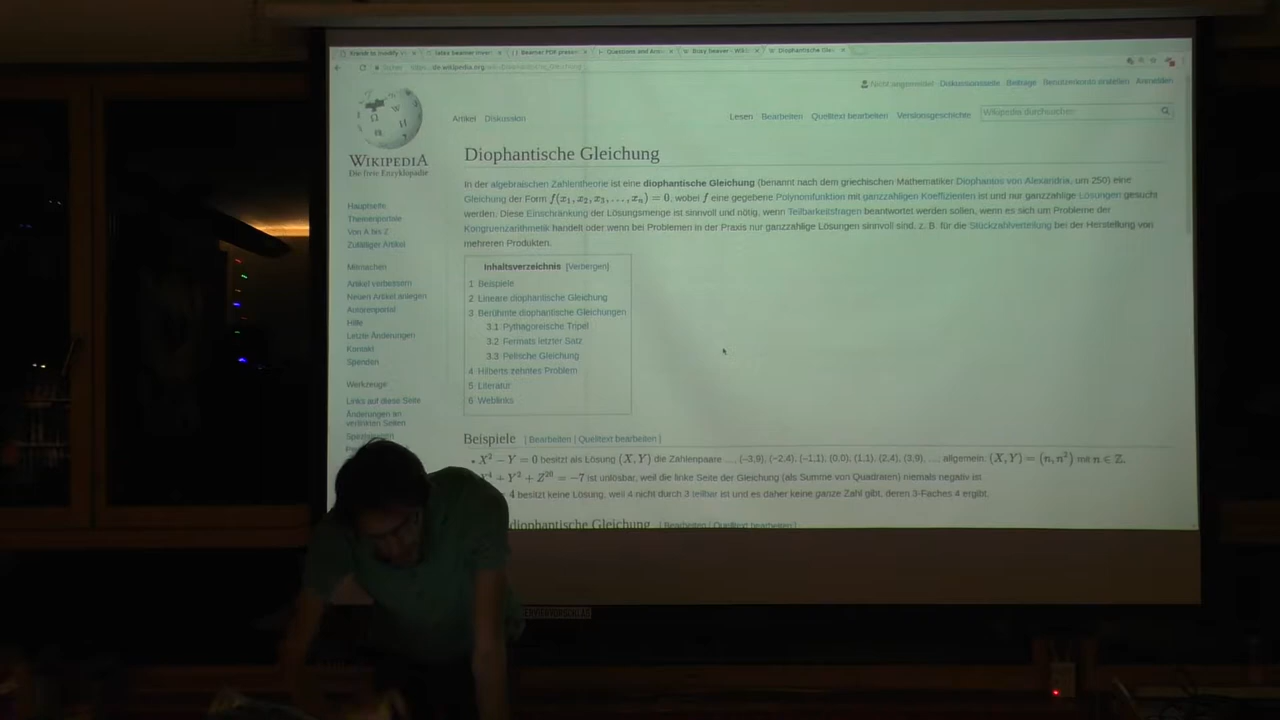 Diophantische Glei
Nicht angemeldet Diskussionsseite Beiträge Benutzerkonto erstellen Anmelden
Artikel Diskussion
Lesen Bearbeiten Quelltext bearbeiten Versionsgeschichte
Wikipedia durchsuchen
WIKIPEDIA
Die freie Enzyklopädie
Hauptseite
Themenportale
Von A bis Z
Zufälliger Artikel
Mitmachen
Artikel verbessern
Neuen Artikel anlegen
Autorenportal
Hilfe
Letzte Änderungen
Kontakt
Spenden
Werkzeuge
Links auf diese Seite
Änderungen an
verlinkten Seiten
Diophantische Gleichung
In der algebraischen Zahlentheorie ist eine diophantische Gleichung (benannt nach dem griechischen Mathematiker Diophantos von Alexandria, um 250) eine
Gleichung der Form f(x₁, x₂, x₃, …, xₙ) = 0, wobei f eine gegebene Polynomfunktion mit ganzzahligen Koeffizienten ist und nur ganzzahlige Lösungen gesucht
werden. Diese Einschränkung der Lösungsmenge ist sinnvoll und nötig, wenn Teilbarkeitsfragen beantwortet werden sollen, wenn es sich um Probleme der
Kongruenzarithmetik handelt oder wenn bei Problemen in der Praxis nur ganzzahlige Lösungen sinnvoll sind, z. B. für die Stückzahlverteilung bei der Herstellung von
mehreren Produkten.
Inhaltsverzeichnis [Verbergen]
1 Beispiele
2 Lineare diophantische Gleichung
3 Berühmte diophantische Gleichungen
3.1 Pythagoreische Tripel
3.2 Fermats letzter Satz
3.3 Pellsche Gleichung
4 Hilberts zehntes Problem
5 Literatur
6 Weblinks
Beispiele [ Bearbeiten | Quelltext bearbeiten ]
• X² − Y = 0 besitzt als Lösung (X, Y) die Zahlenpaare …, (−3,9), (−2,4), (−1,1), (0,0), (1,1), (2,4), (3,9), …, allgemein: (X, Y) = (n, n²) mit n ∈ ℤ.
+ Y² + Z²⁰ = −7 ist unlösbar, weil die linke Seite der Gleichung (als Summe von Quadraten) niemals negativ ist
4 besitzt keine Lösung, weil 4 nicht durch 3 teilbar ist und es daher keine ganze Zahl gibt, deren 3-Faches 4 ergibt.
diophantische Gleichung [ Bearbeiten | Quelltext bearbeiten ]